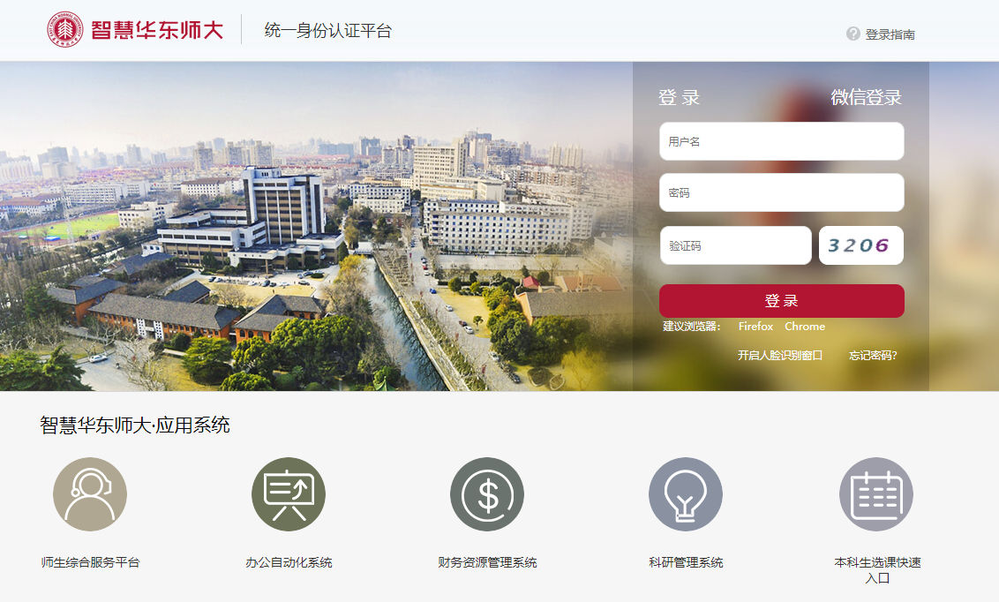 智慧华东师大
统一身份认证平台
登录指南
登 录
微信登录
用户名
密码
验证码
3206
登 录
建议浏览器： Firefox Chrome
开启人脸识别窗口 忘记密码?
智慧华东师大·应用系统
师生综合服务平台
办公自动化系统
财务资源管理系统
科研管理系统
本科生选课快速
入口